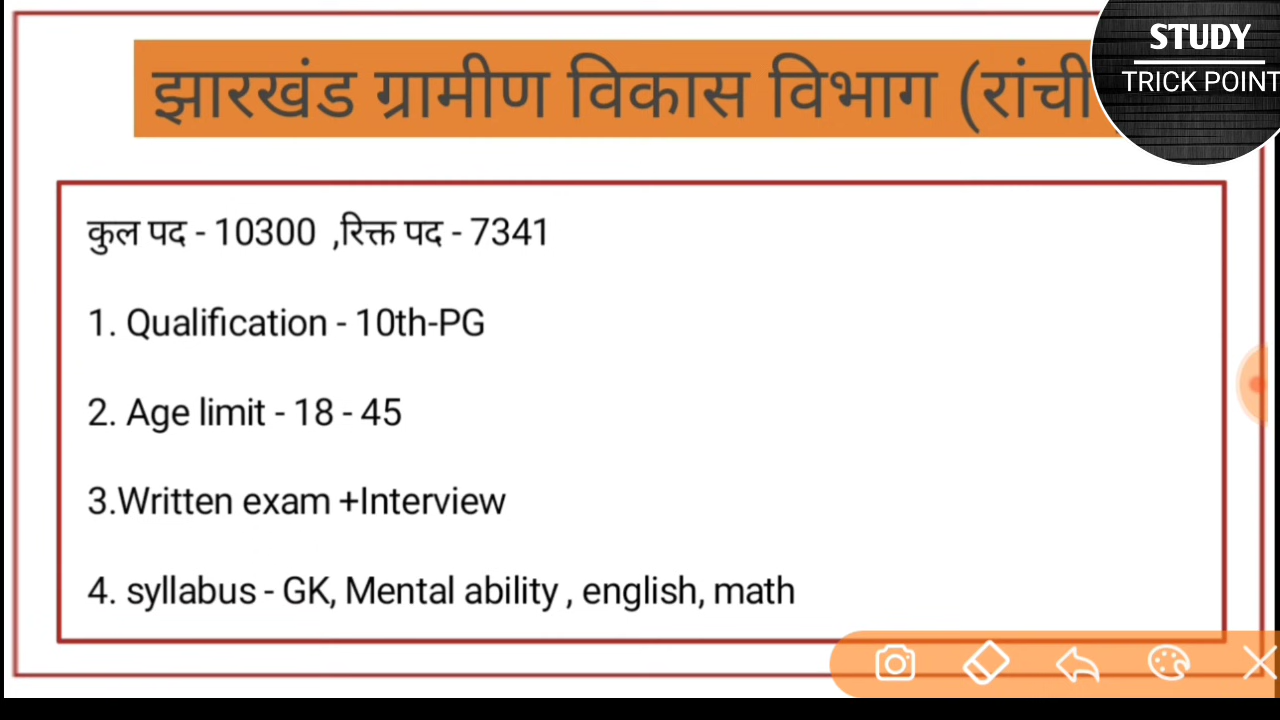 झारखंड ग्रामीण विकास विभाग (रांची
STUDY
TRICK POINT
कुल पद - 10300 ,रिक्त पद - 7341
1. Qualification - 10th-PG
2. Age limit - 18 - 45
3.Written exam +Interview
4. syllabus - GK, Mental ability , english, math